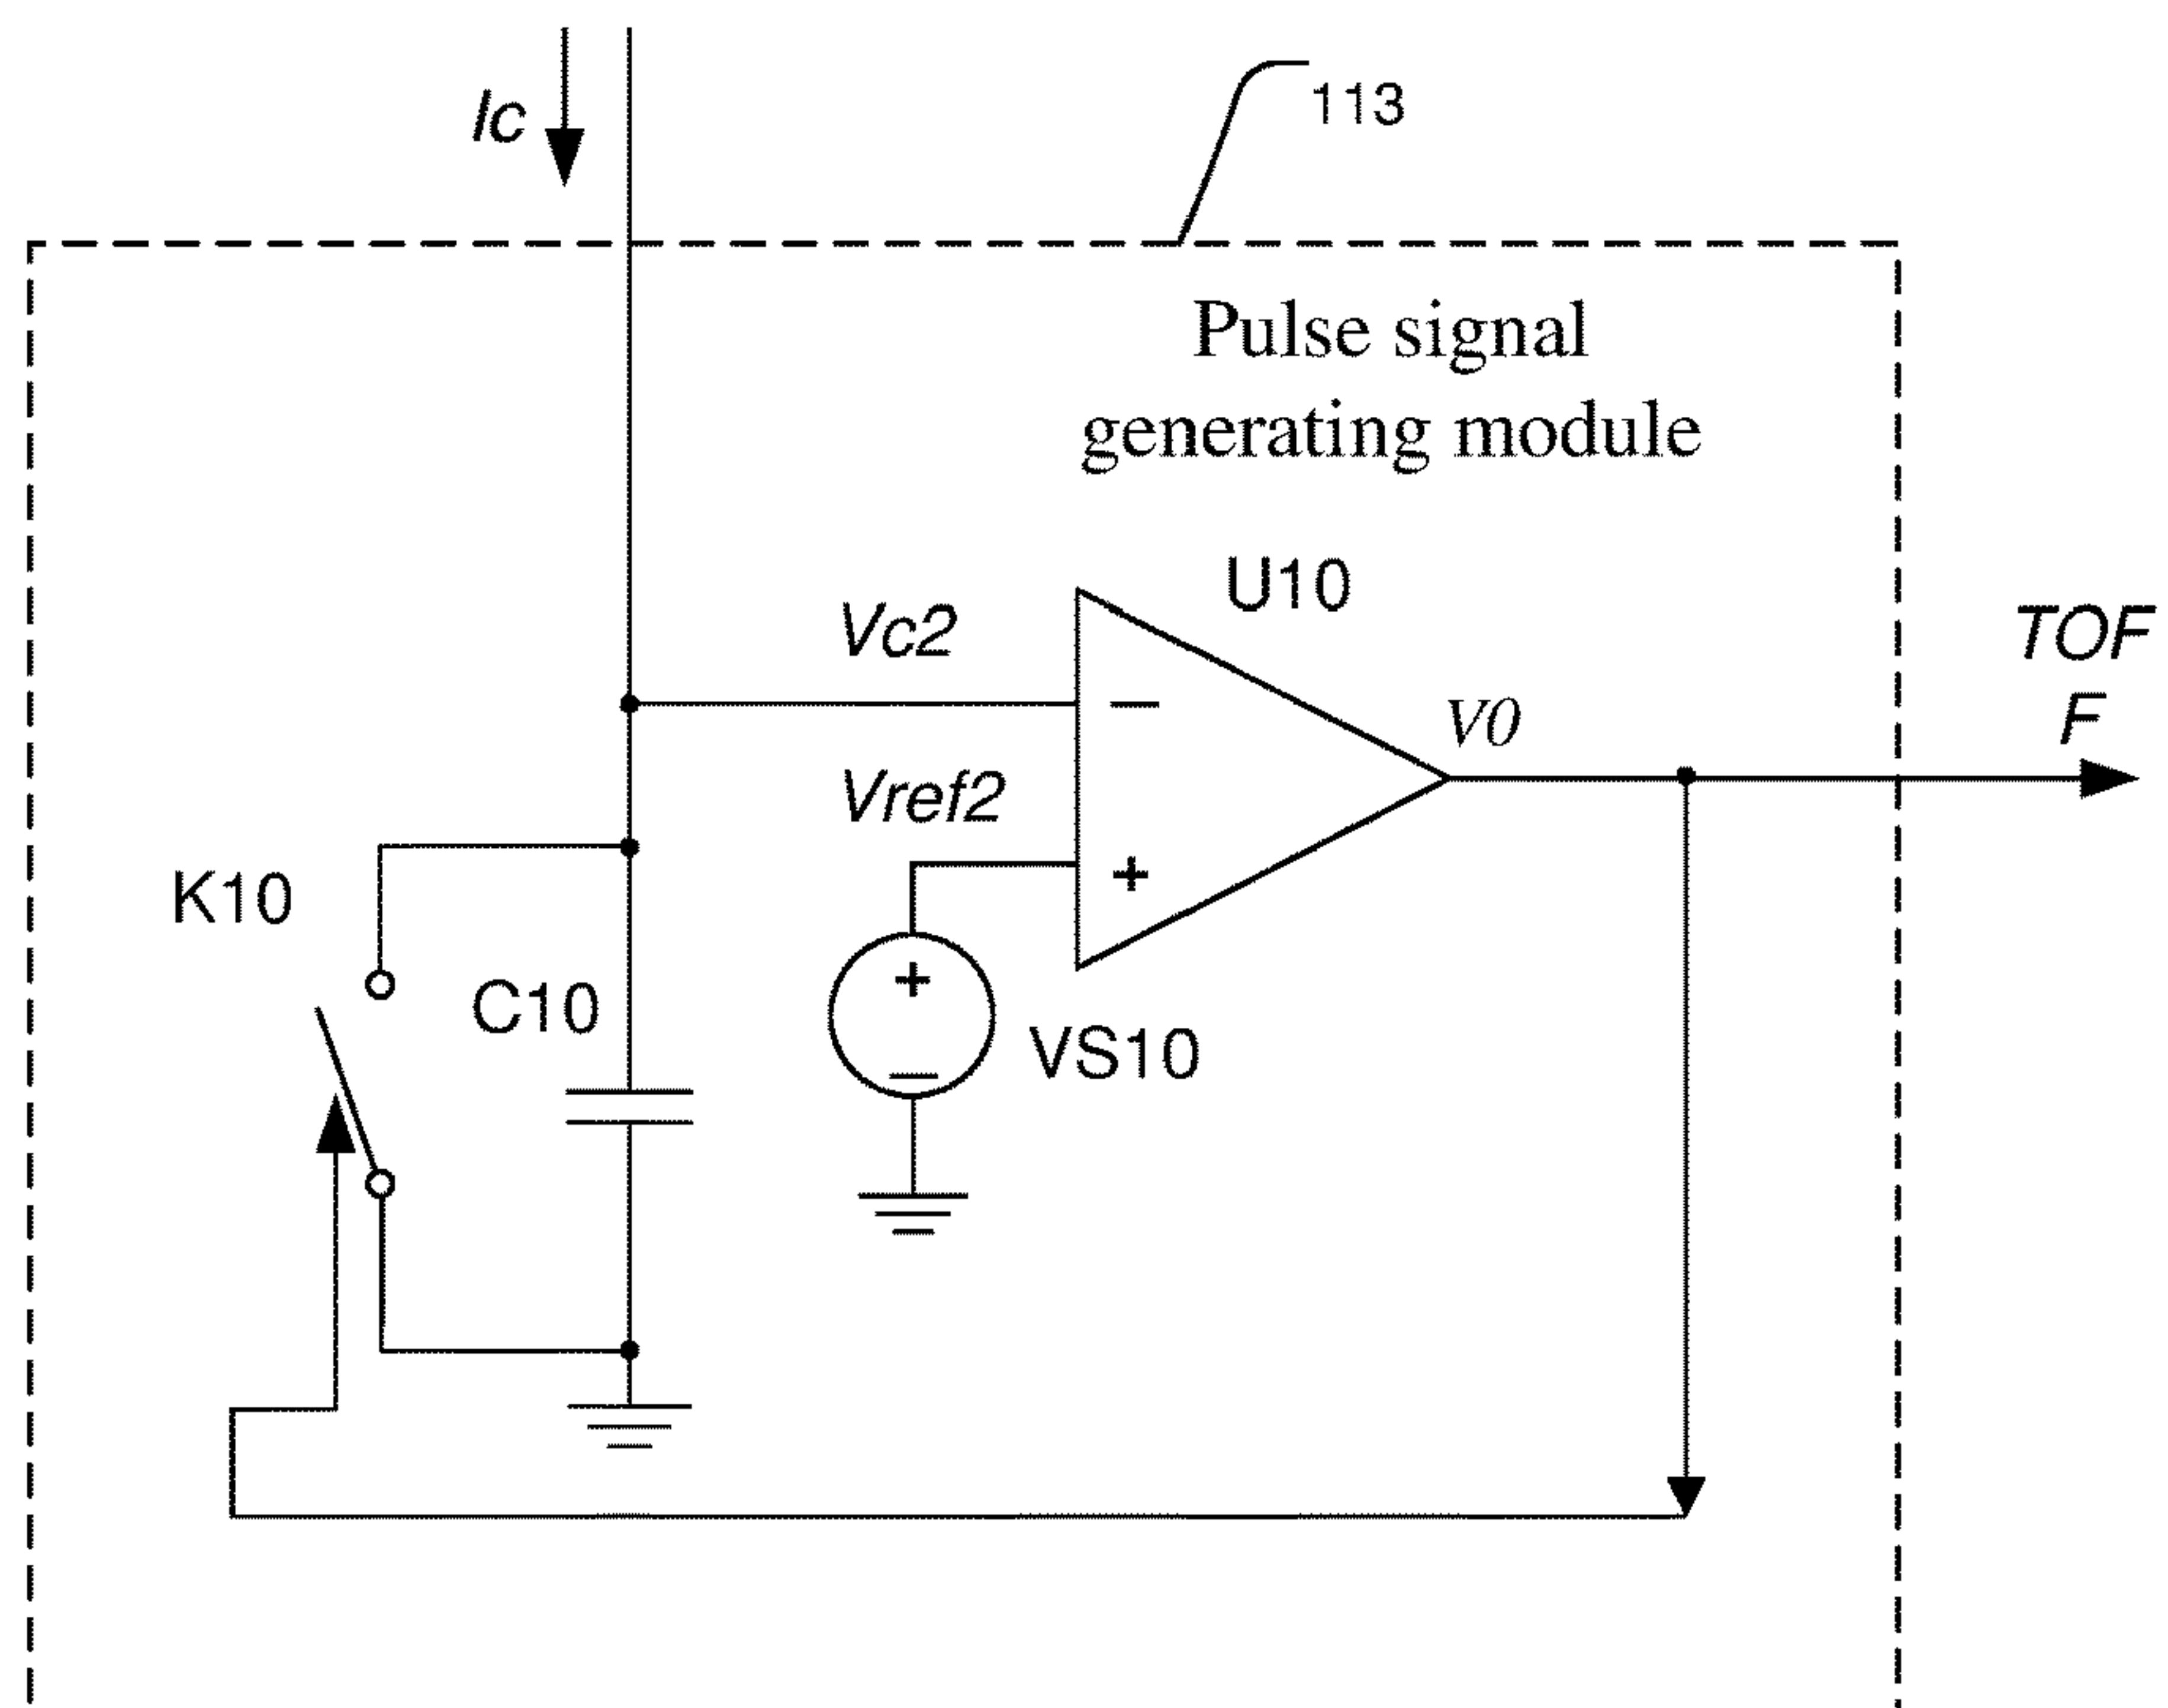 Ic
113
Pulse signal
generating module
U10
Vc2
TOF
F
V0
Vref2
K10
C10
VS10